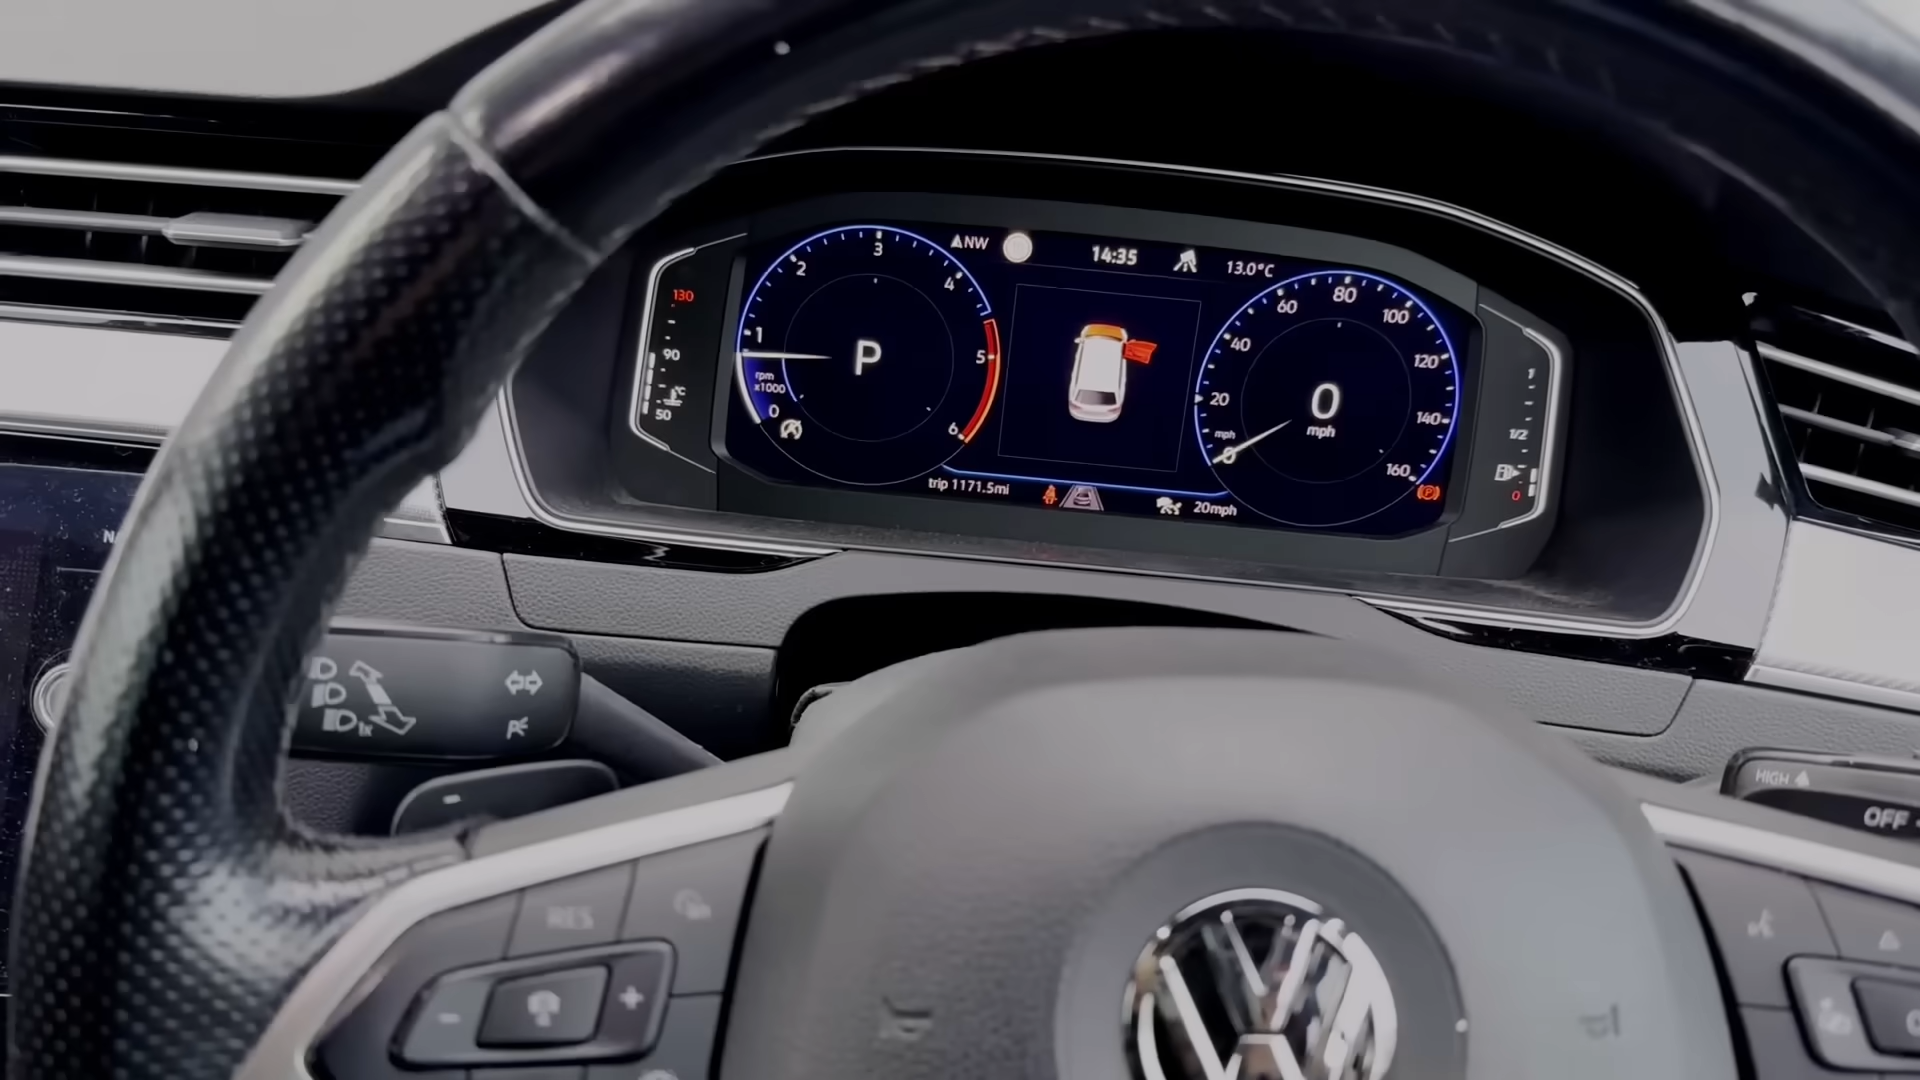 NW
14:35
13.0°C
130
90
°C
50
0
1
2
3
4
5
6
rpm
x1000
P
0
20
40
60
80
100
120
140
160
mph
0
mph
1
1/2
0
trip 1171.5mi
20mph
(P)
N
1x
P
HIGH
OFF
RES
- +